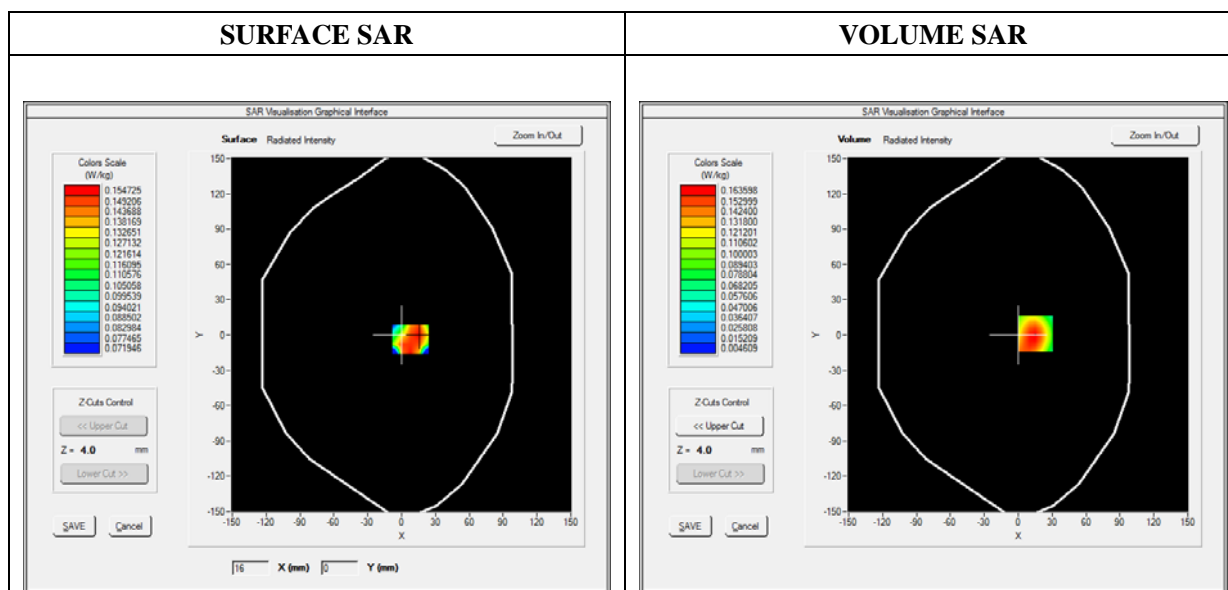 SURFACE SAR
VOLUME SAR
SAR Visualisation Graphical Interface
Surface Radiated Intensity
Zoom In/Out
Colors Scale
(W/kg)
0.154725
0.149206
0.143688
0.138169
0.132651
0.127132
0.121614
0.116095
0.110576
0.105058
0.099539
0.094021
0.088502
0.082984
0.077465
0.071946
Z-Cuts Control
<< Upper Cut
Z = 4.0 mm
Lower Cut >>
SAVE Cancel
150
120
90
60
30
0
-30
-60
-90
-120
-150
Y
-150 -120 -90 -60 -30 0 30 60 90 120 150
X
16 X (mm) 0 Y (mm)
SAR Visualisation Graphical Interface
Volume Radiated Intensity
Zoom In/Out
Colors Scale
(W/kg)
0.163598
0.152999
0.142400
0.131800
0.121201
0.110602
0.100003
0.089403
0.078804
0.068205
0.057606
0.047006
0.036407
0.025808
0.015209
0.004609
Z-Cuts Control
<< Upper Cut
Z = 4.0 mm
Lower Cut >>
SAVE Cancel
150
120
90
60
30
0
-30
-60
-90
-120
-150
Y
-150 -120 -90 -60 -30 0 30 60 90 120 150
X